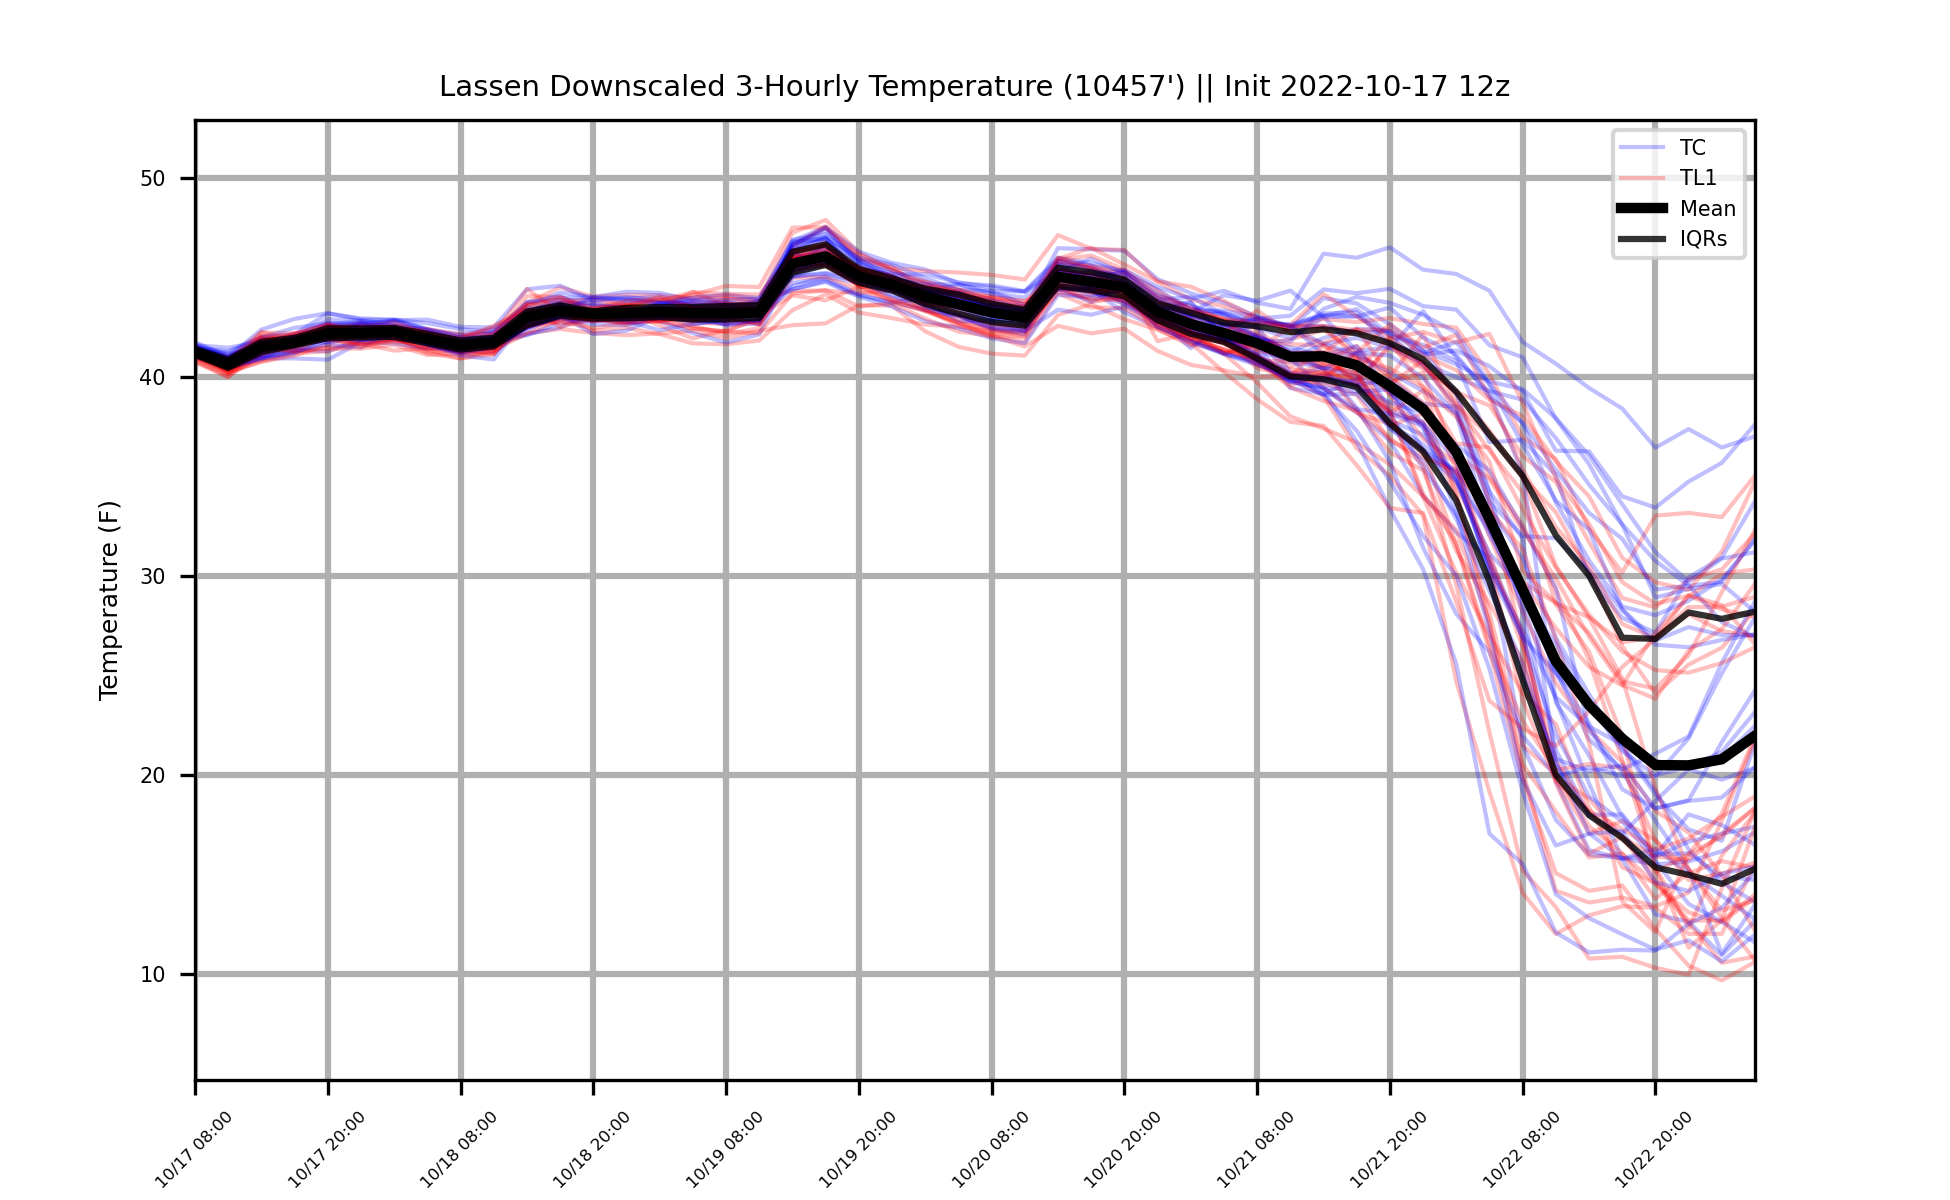 Lassen Downscaled 3-Hourly Temperature (10457') || Init 2022-10-17 12z
TC
TL1
Mean
IQRs
Temperature (F)
50
40
30
20
10
10/17 08:00
10/17 20:00
10/18 08:00
10/18 20:00
10/19 08:00
10/19 20:00
10/20 08:00
10/20 20:00
10/21 08:00
10/21 20:00
10/22 08:00
10/22 20:00